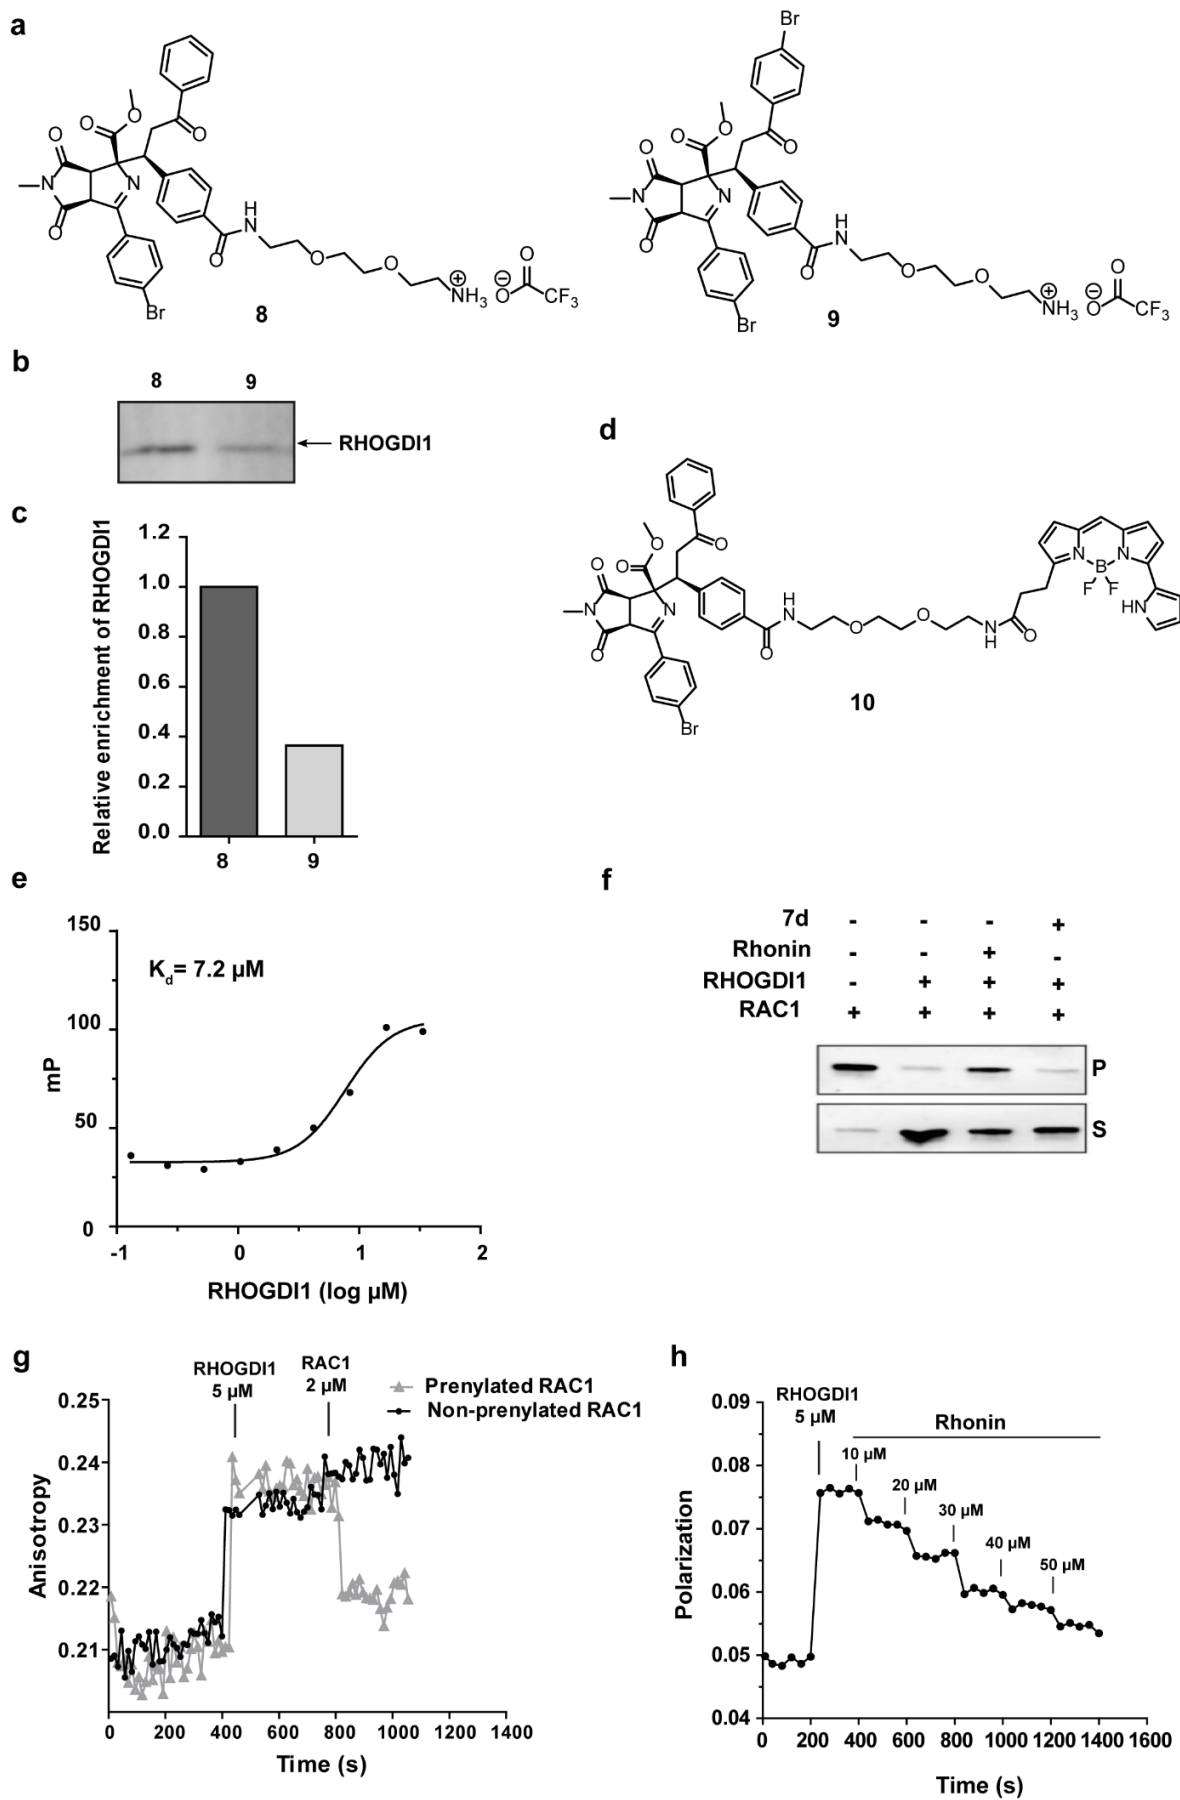 a
O
O
O
O
N
N
O
O
O
N
H
O
O
NH3
⊕
⊖
O
O
CF3
Br
8
Br
O
O
O
O
N
N
O
O
O
N
H
O
O
NH3
⊕
⊖
O
O
CF3
Br
9
b
8 9
RHOGDI1
c
Relative enrichment of RHOGDI1
1.2
1.0
0.8
0.6
0.4
0.2
0.0
8 9
d
O
O
O
O
N
N
O
O
H
N
O
O
O
N
H
O
N
B
N
F F
HN
Br
10
e
mP
150
100
50
0
Kd= 7.2 µM
-1 0 1 2
RHOGDI1 (log µM)
f
7d - - - +
Rhonin - - + -
RHOGDI1 - + + +
RAC1 + + + +
P
S
g
RHOGDI1
5 µM
RAC1
2 µM
Prenylated RAC1
Non-prenylated RAC1
Anisotropy
0.25
0.24
0.23
0.22
0.21
0 200 400 600 800 1000 1200 1400
Time (s)
h
RHOGDI1
5 µM
Rhonin
10 µM
20 µM
30 µM
40 µM
50 µM
Polarization
0.09
0.08
0.07
0.06
0.05
0.04
0 200 400 600 800 1000 1200 1400 1600
Time (s)